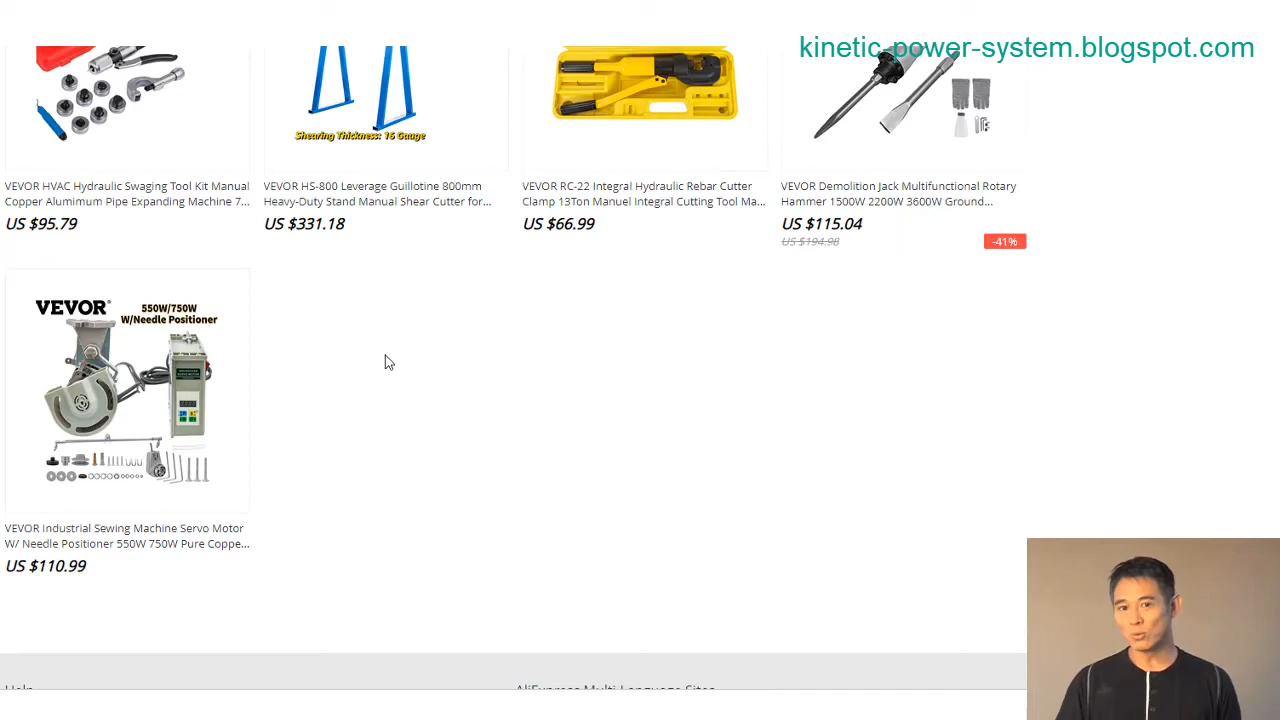 kinetic-power-system.blogspot.com
Shearing Thickness: 16 Gauge
VEVOR HVAC Hydraulic Swaging Tool Kit Manual
Copper Alumimum Pipe Expanding Machine 7...
US $95.79
VEVOR HS-800 Leverage Guillotine 800mm
Heavy-Duty Stand Manual Shear Cutter for...
US $331.18
VEVOR RC-22 Integral Hydraulic Rebar Cutter
Clamp 13Ton Manuel Integral Cutting Tool Ma...
US $66.99
VEVOR Demolition Jack Multifunctional Rotary
Hammer 1500W 2200W 3600W Ground...
US $115.04
US $194.98
-41%
VEVOR®
550W/750W
W/Needle Positioner
VEVOR Industrial Sewing Machine Servo Motor
W/ Needle Positioner 550W 750W Pure Coppe...
US $110.99
Help
AliExpress Multi-Language Sites